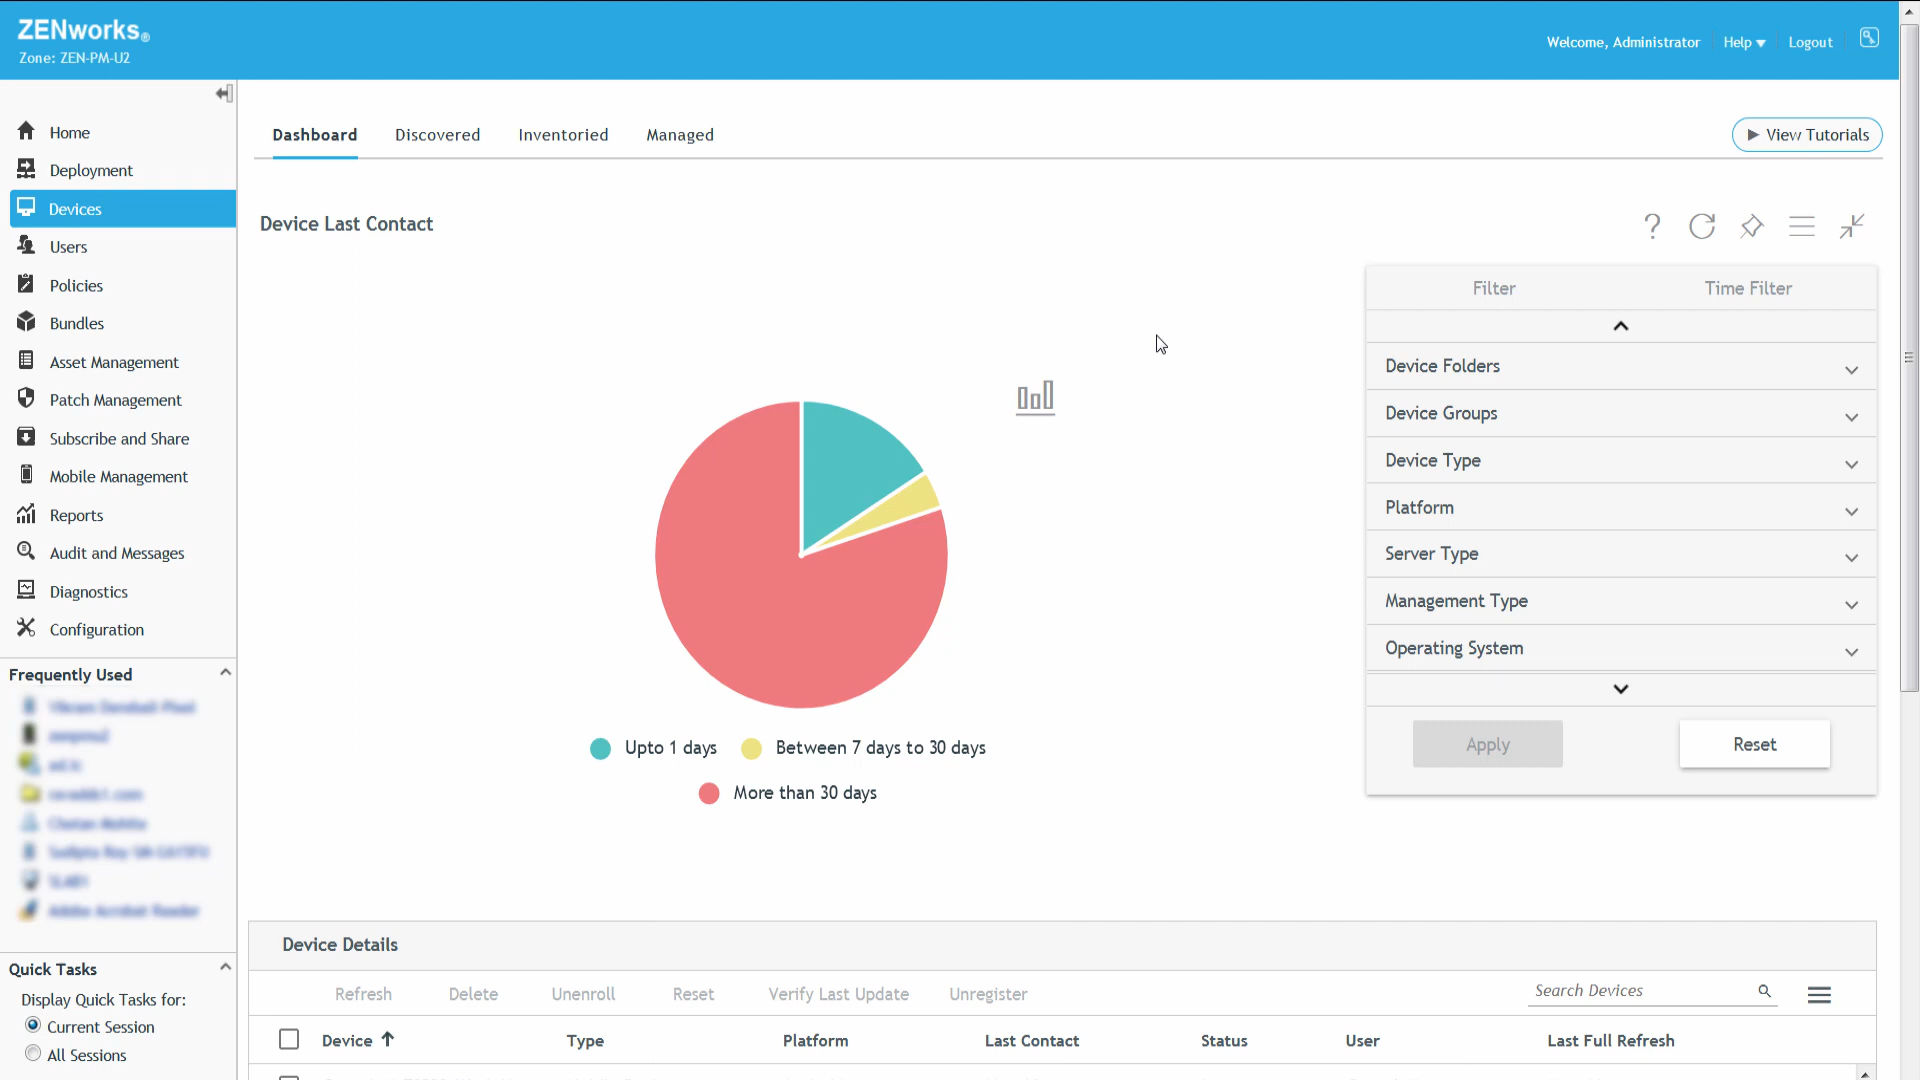 ZENworks®
Zone: ZEN-PM-U2
Welcome, Administrator Help Logout
Home
Deployment
Devices
Users
Policies
Bundles
Asset Management
Patch Management
Subscribe and Share
Mobile Management
Reports
Audit and Messages
Diagnostics
Configuration
Frequently Used
Quick Tasks
Display Quick Tasks for:
Current Session
All Sessions
Dashboard Discovered Inventoried Managed
View Tutorials
Device Last Contact
Filter Time Filter
Device Folders
Device Groups
Device Type
Platform
Server Type
Management Type
Operating System
Apply Reset
Upto 1 days Between 7 days to 30 days
More than 30 days
Device Details
Refresh Delete Unenroll Reset Verify Last Update Unregister Search Devices
Device Type Platform Last Contact Status User Last Full Refresh